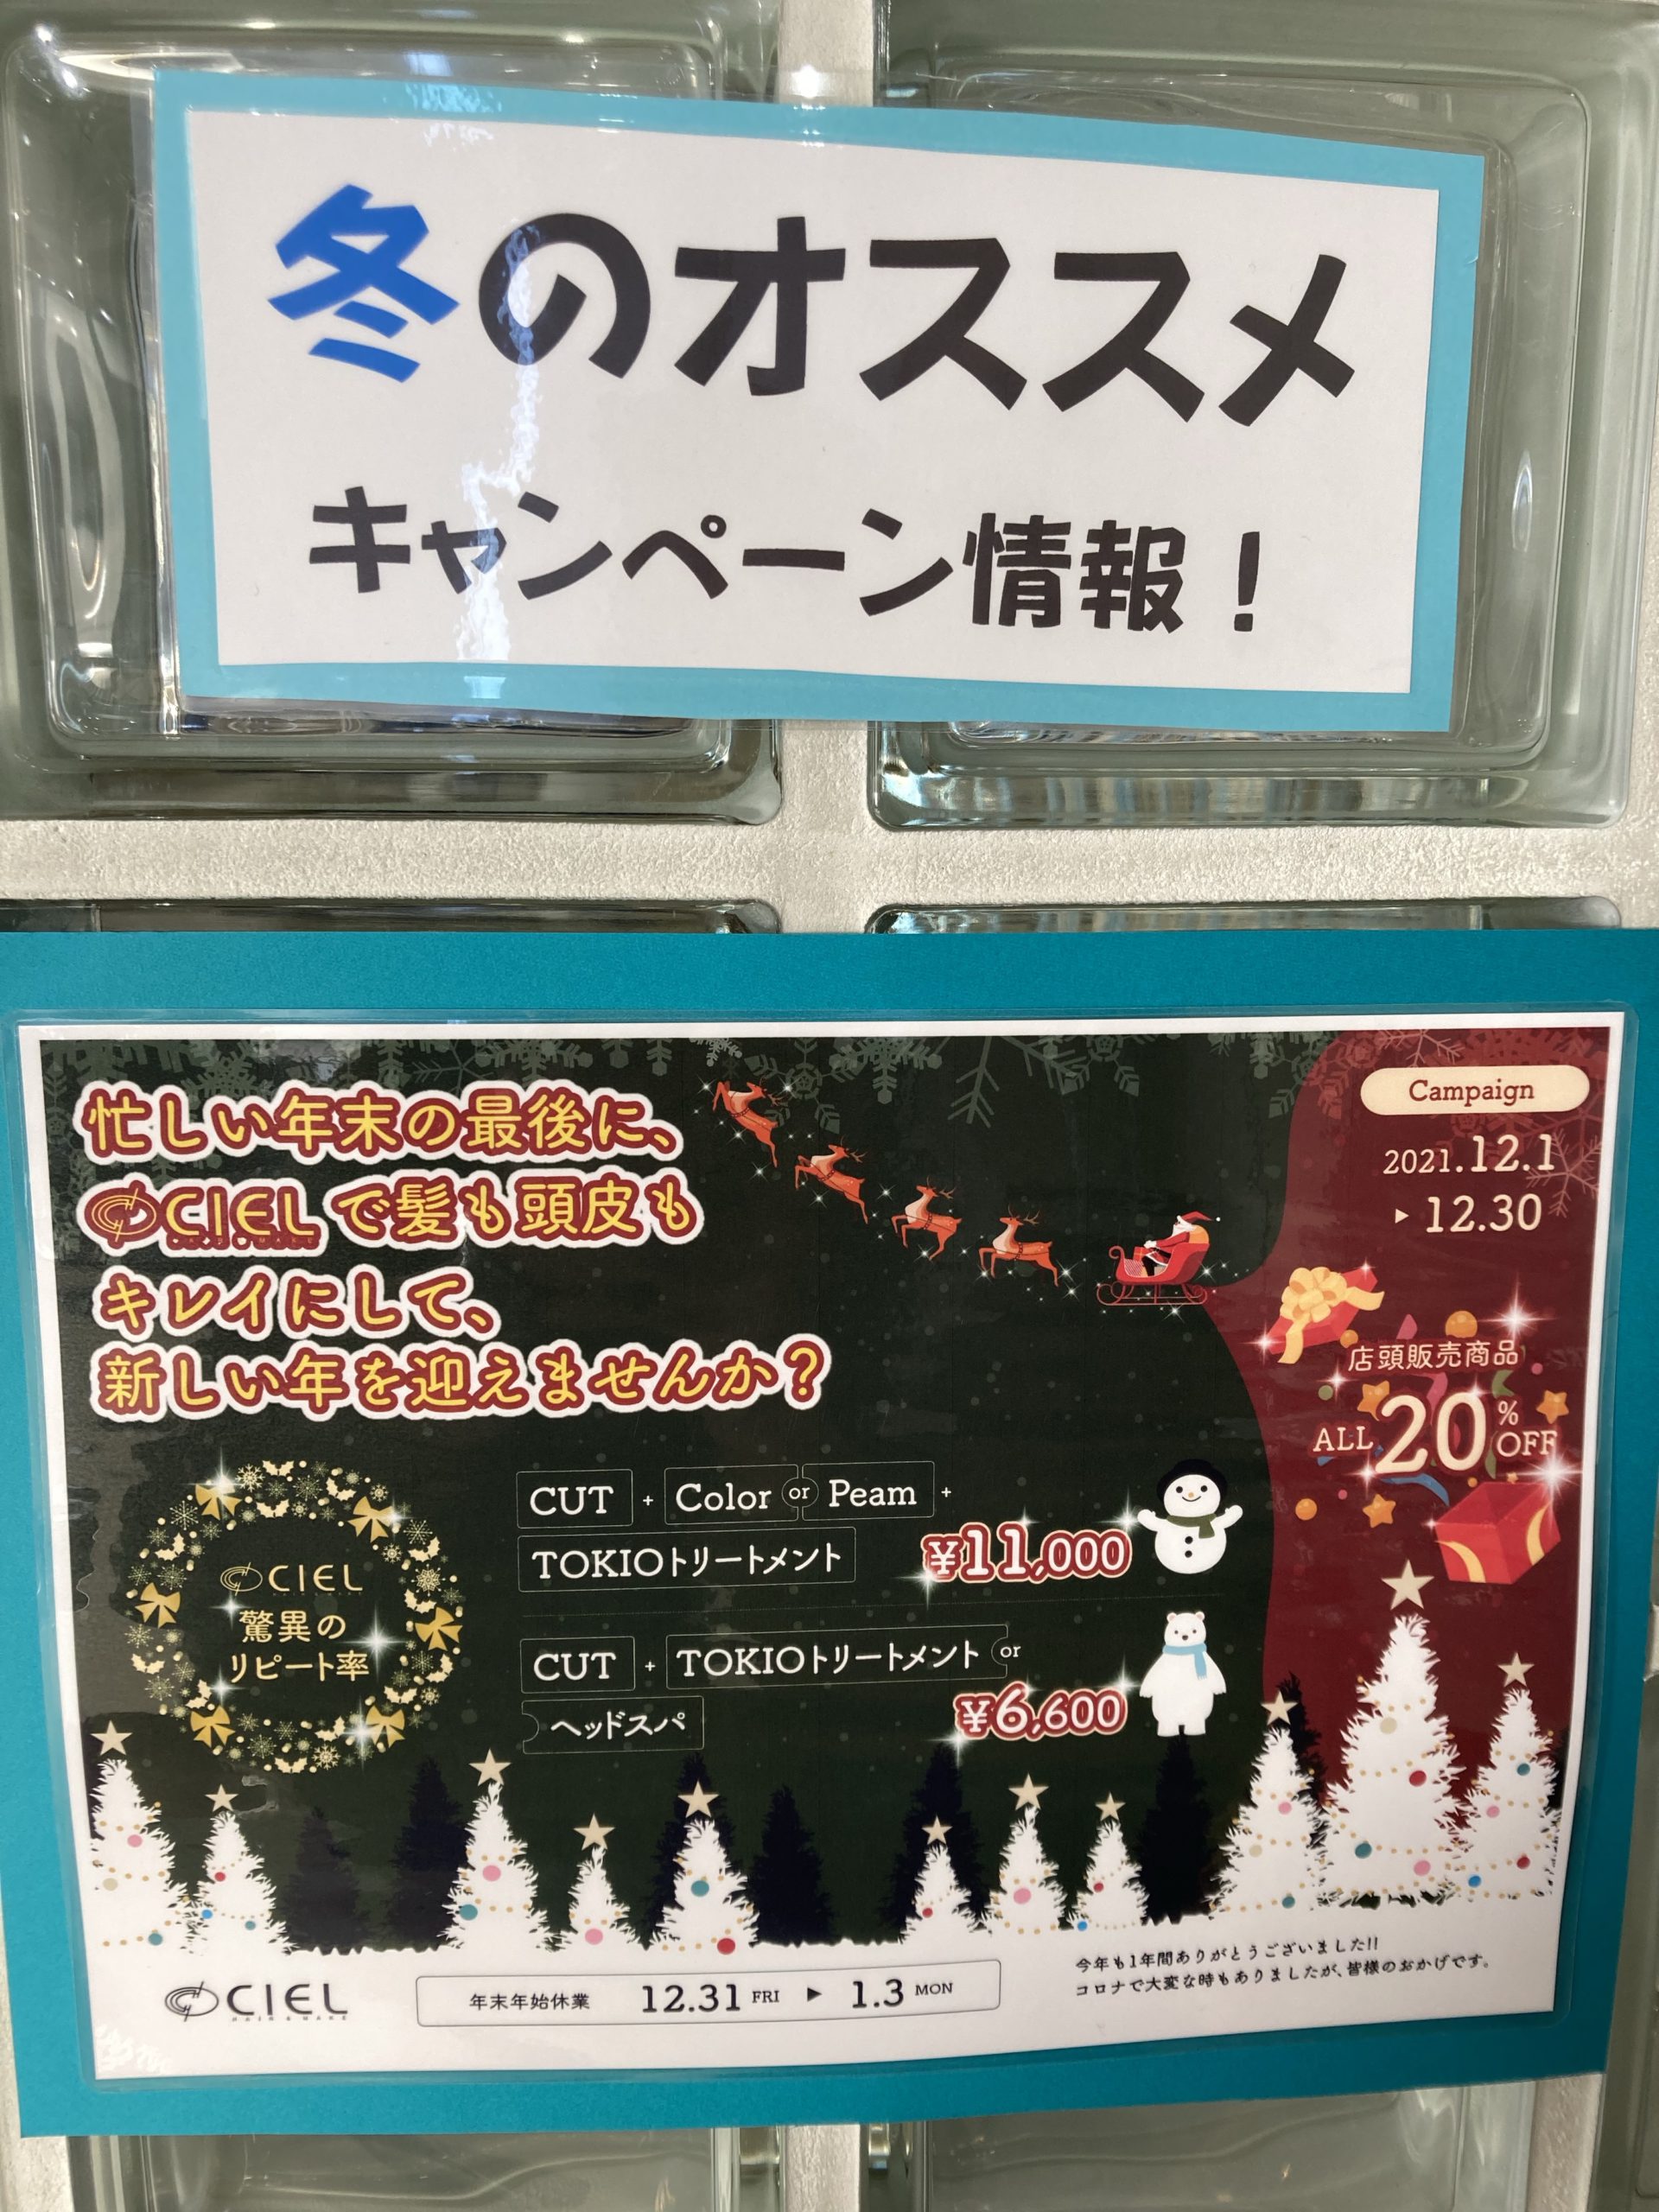 冬のオススメ
キャンペーン情報！
忙しい年末の最後に、
CIELで髪も頭皮も
キレイにして、
新しい年を迎えませんか？
Campaign
2021.12.1
▶ 12.30
店頭販売商品
ALL 20% OFF
CIEL
驚異の
リピート率
CUT + Color or Peam +
TOKIOトリートメント
¥11,000
CUT + TOKIOトリートメント or
ヘッドスパ
¥6,600
CIEL
HAIR & MAKE
年末年始休業 12.31 FRI ▶ 1.3 MON
今年も1年間ありがとうございました!!
コロナで大変な時もありましたが、皆様のおかげです。